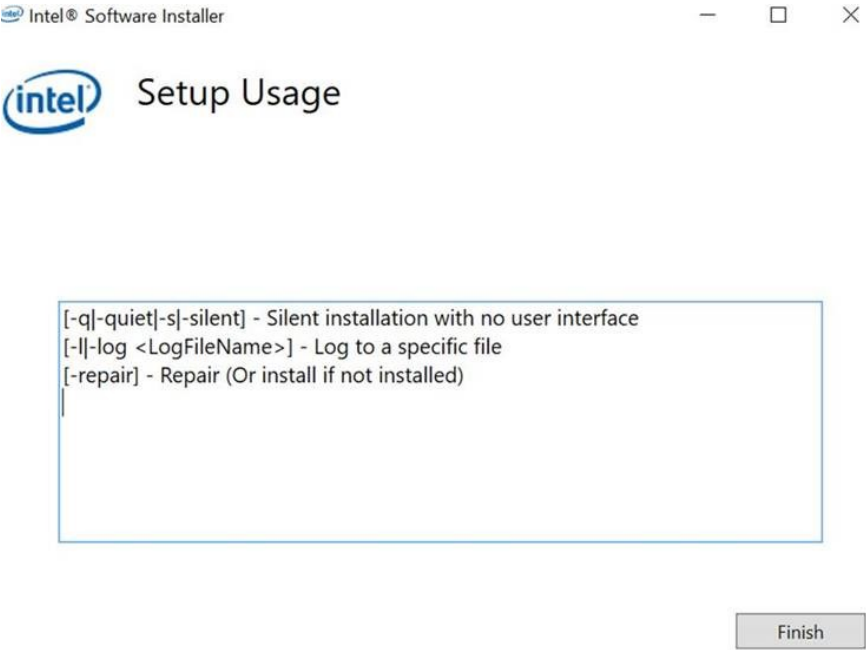 intel Intel® Software Installer
intel Setup Usage
[-q|-quiet|-s|-silent] - Silent installation with no user interface
[-l|-log <LogFileName>] - Log to a specific file
[-repair] - Repair (Or install if not installed)
Finish